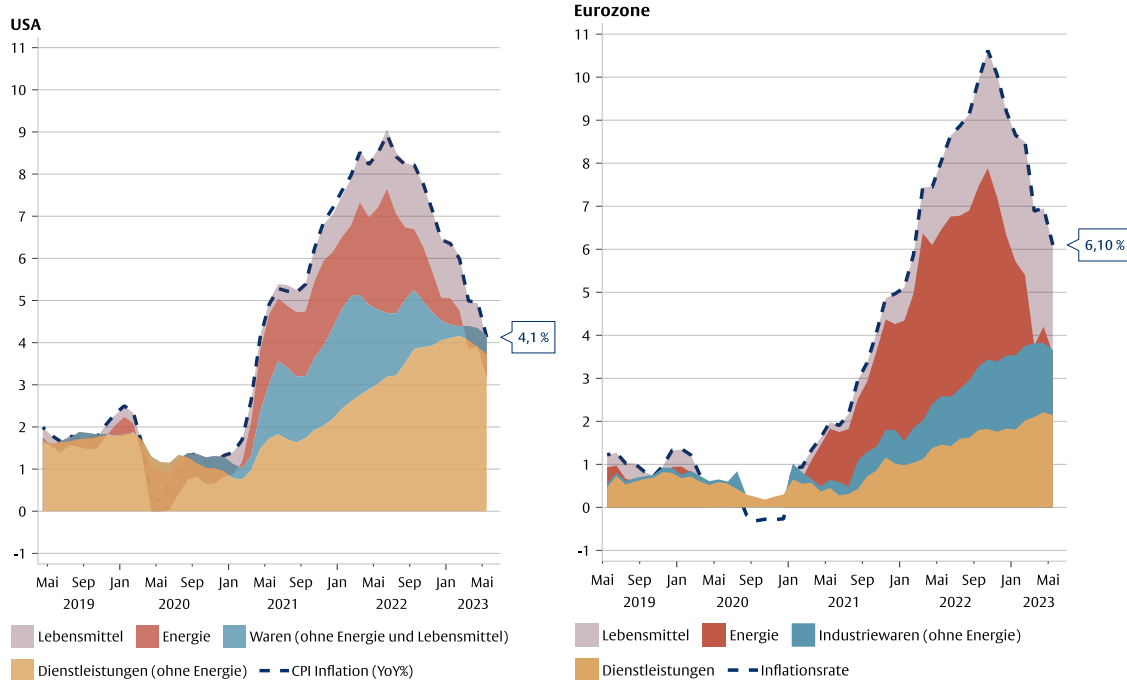 USA
11
10
9
8
7
6
5
4
3
2
1
0
-1
4,1 %
Mai Sep Jan Mai Sep Jan Mai Sep Jan Mai Sep Jan Mai
2019 2020 2021 2022 2023
Lebensmittel Energie Waren (ohne Energie und Lebensmittel)
Dienstleistungen (ohne Energie) CPI Inflation (YoY%)
Eurozone
11
10
9
8
7
6
5
4
3
2
1
0
-1
6,10 %
Mai Sep Jan Mai Sep Jan Mai Sep Jan Mai Sep Jan Mai
2019 2020 2021 2022 2023
Lebensmittel Energie Industriewaren (ohne Energie)
Dienstleistungen Inflationsrate